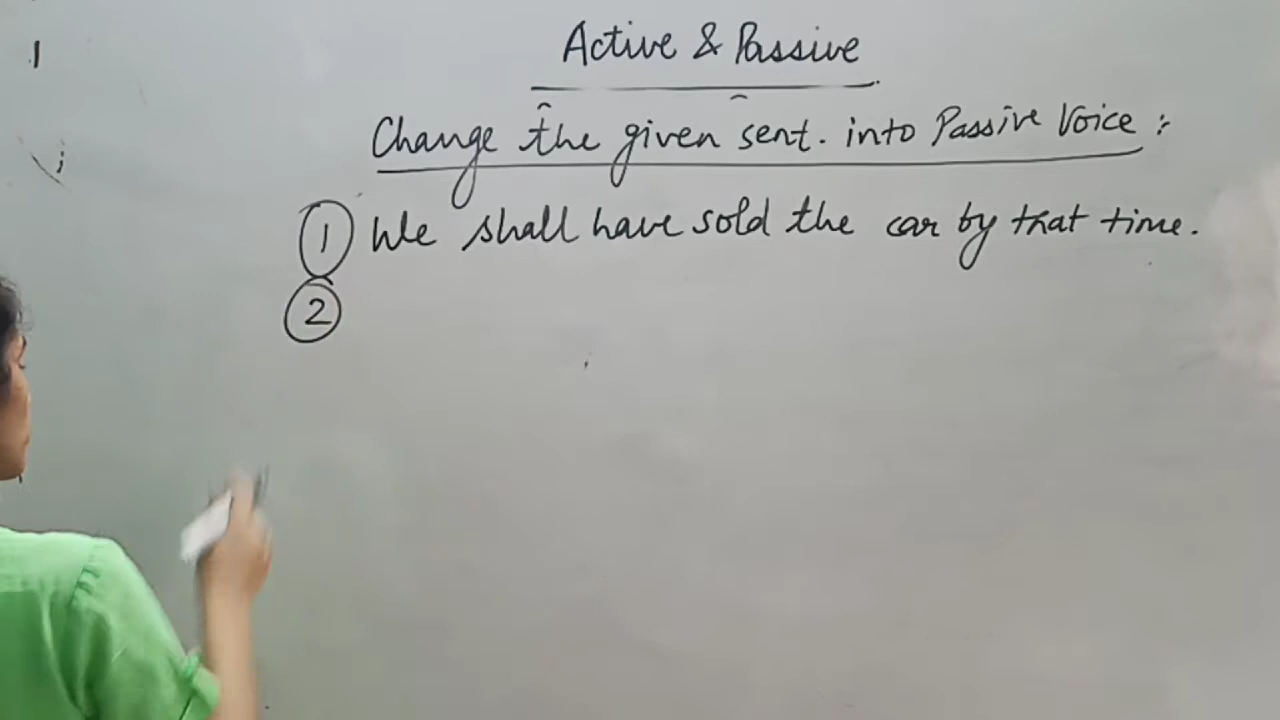 Active & Passive
Change the given sent. into Passive Voice :
1 We shall have sold the car by that time.
2